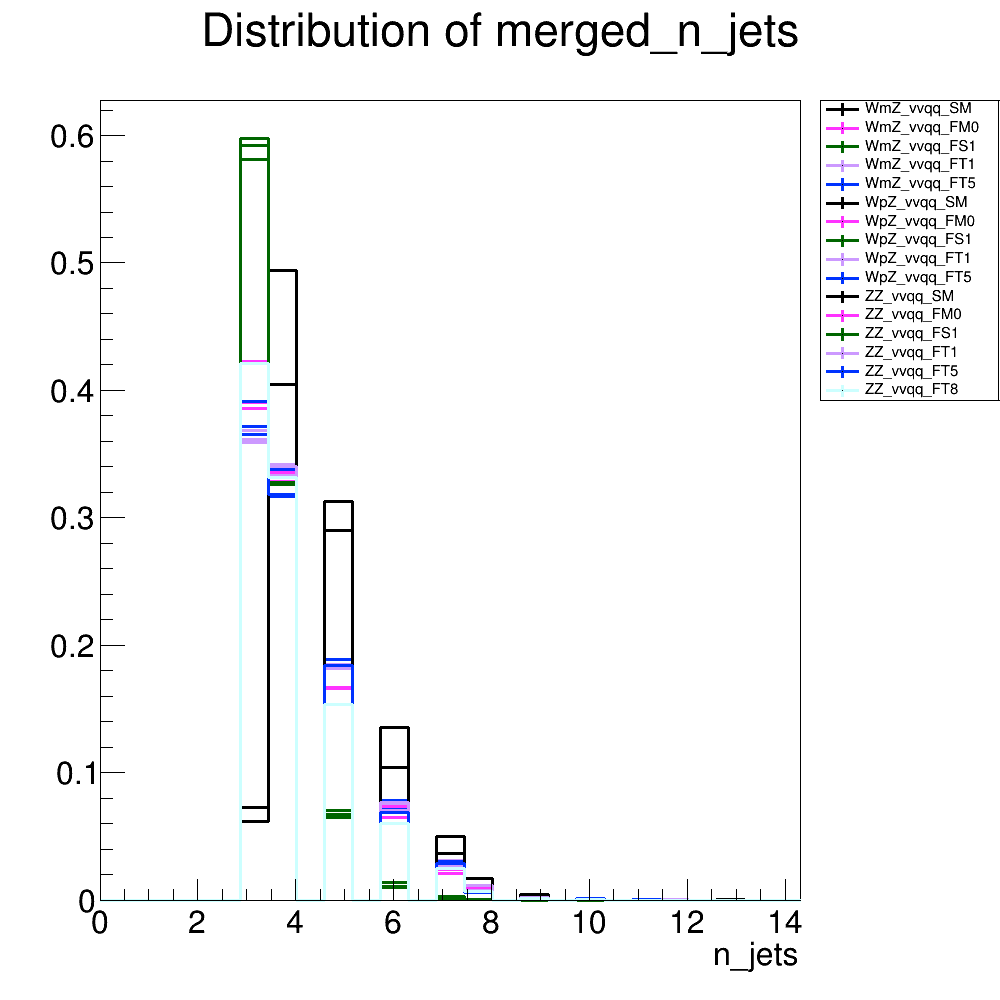 Distribution of merged_n_jets
WmZ_vvqq_SM
WmZ_vvqq_FM0
WmZ_vvqq_FS1
WmZ_vvqq_FT1
WmZ_vvqq_FT5
WpZ_vvqq_SM
WpZ_vvqq_FM0
WpZ_vvqq_FS1
WpZ_vvqq_FT1
WpZ_vvqq_FT5
ZZ_vvqq_SM
ZZ_vvqq_FM0
ZZ_vvqq_FS1
ZZ_vvqq_FT1
ZZ_vvqq_FT5
ZZ_vvqq_FT8
0.6
0.5
0.4
0.3
0.2
0.1
0
0 2 4 6 8 10 12 14
n_jets